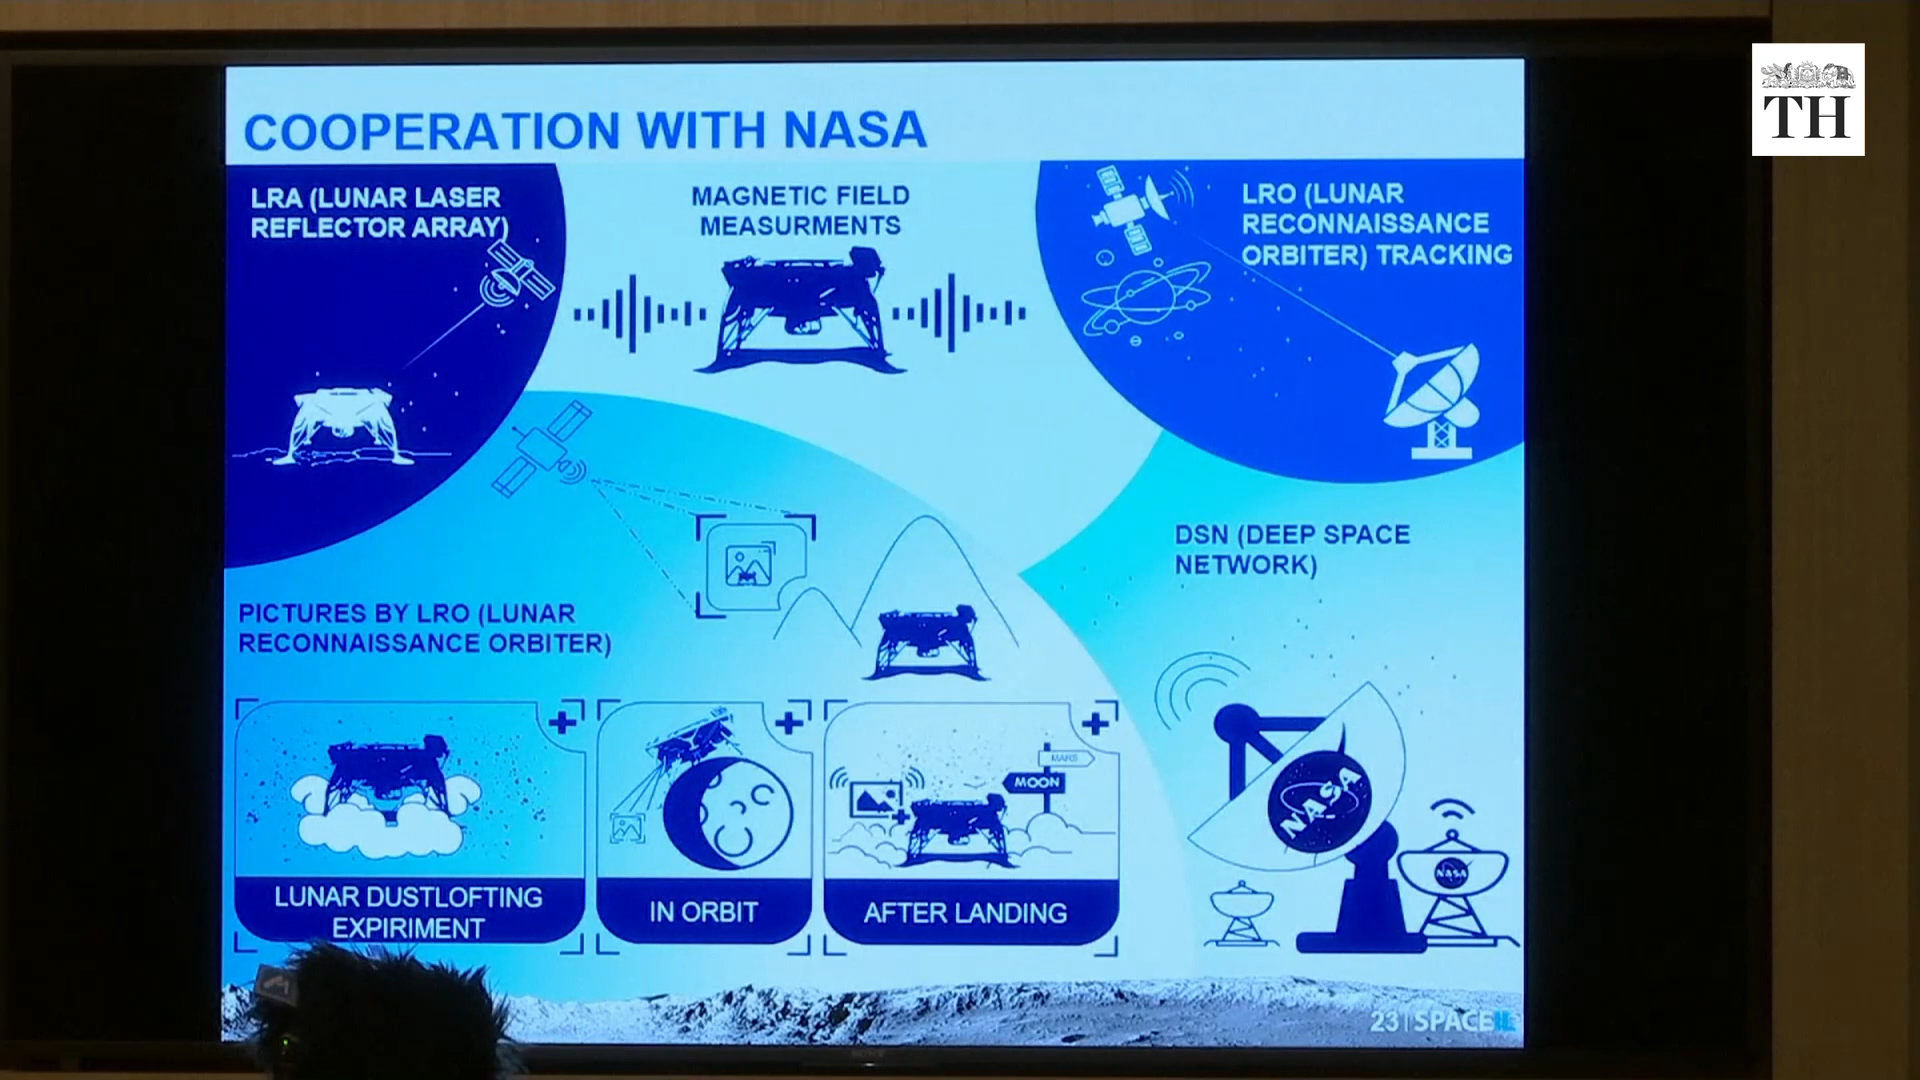 TH
COOPERATION WITH NASA
LRA (LUNAR LASER
REFLECTOR ARRAY)
MAGNETIC FIELD
MEASURMENTS
LRO (LUNAR
RECONNAISSANCE
ORBITER) TRACKING
DSN (DEEP SPACE
NETWORK)
PICTURES BY LRO (LUNAR
RECONNAISSANCE ORBITER)
MARS
MOON
NASA
NASA
LUNAR DUSTLOFTING
EXPIRIMENT
IN ORBIT
AFTER LANDING
23 | SPACEIL